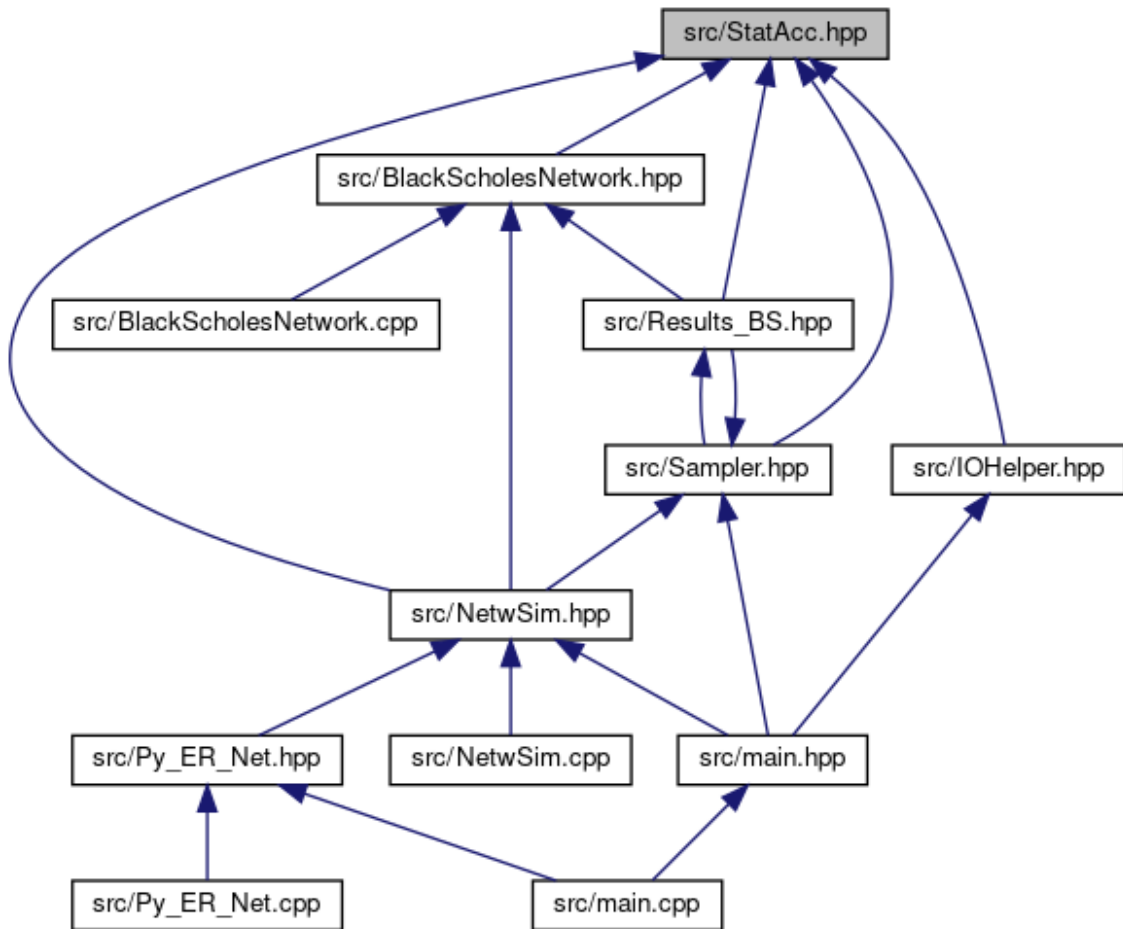 src/StatAcc.hpp
src/BlackScholesNetwork.hpp
src/BlackScholesNetwork.cpp
src/Results_BS.hpp
src/Sampler.hpp
src/IOHelper.hpp
src/NetwSim.hpp
src/Py_ER_Net.hpp
src/NetwSim.cpp
src/main.hpp
src/Py_ER_Net.cpp
src/main.cpp